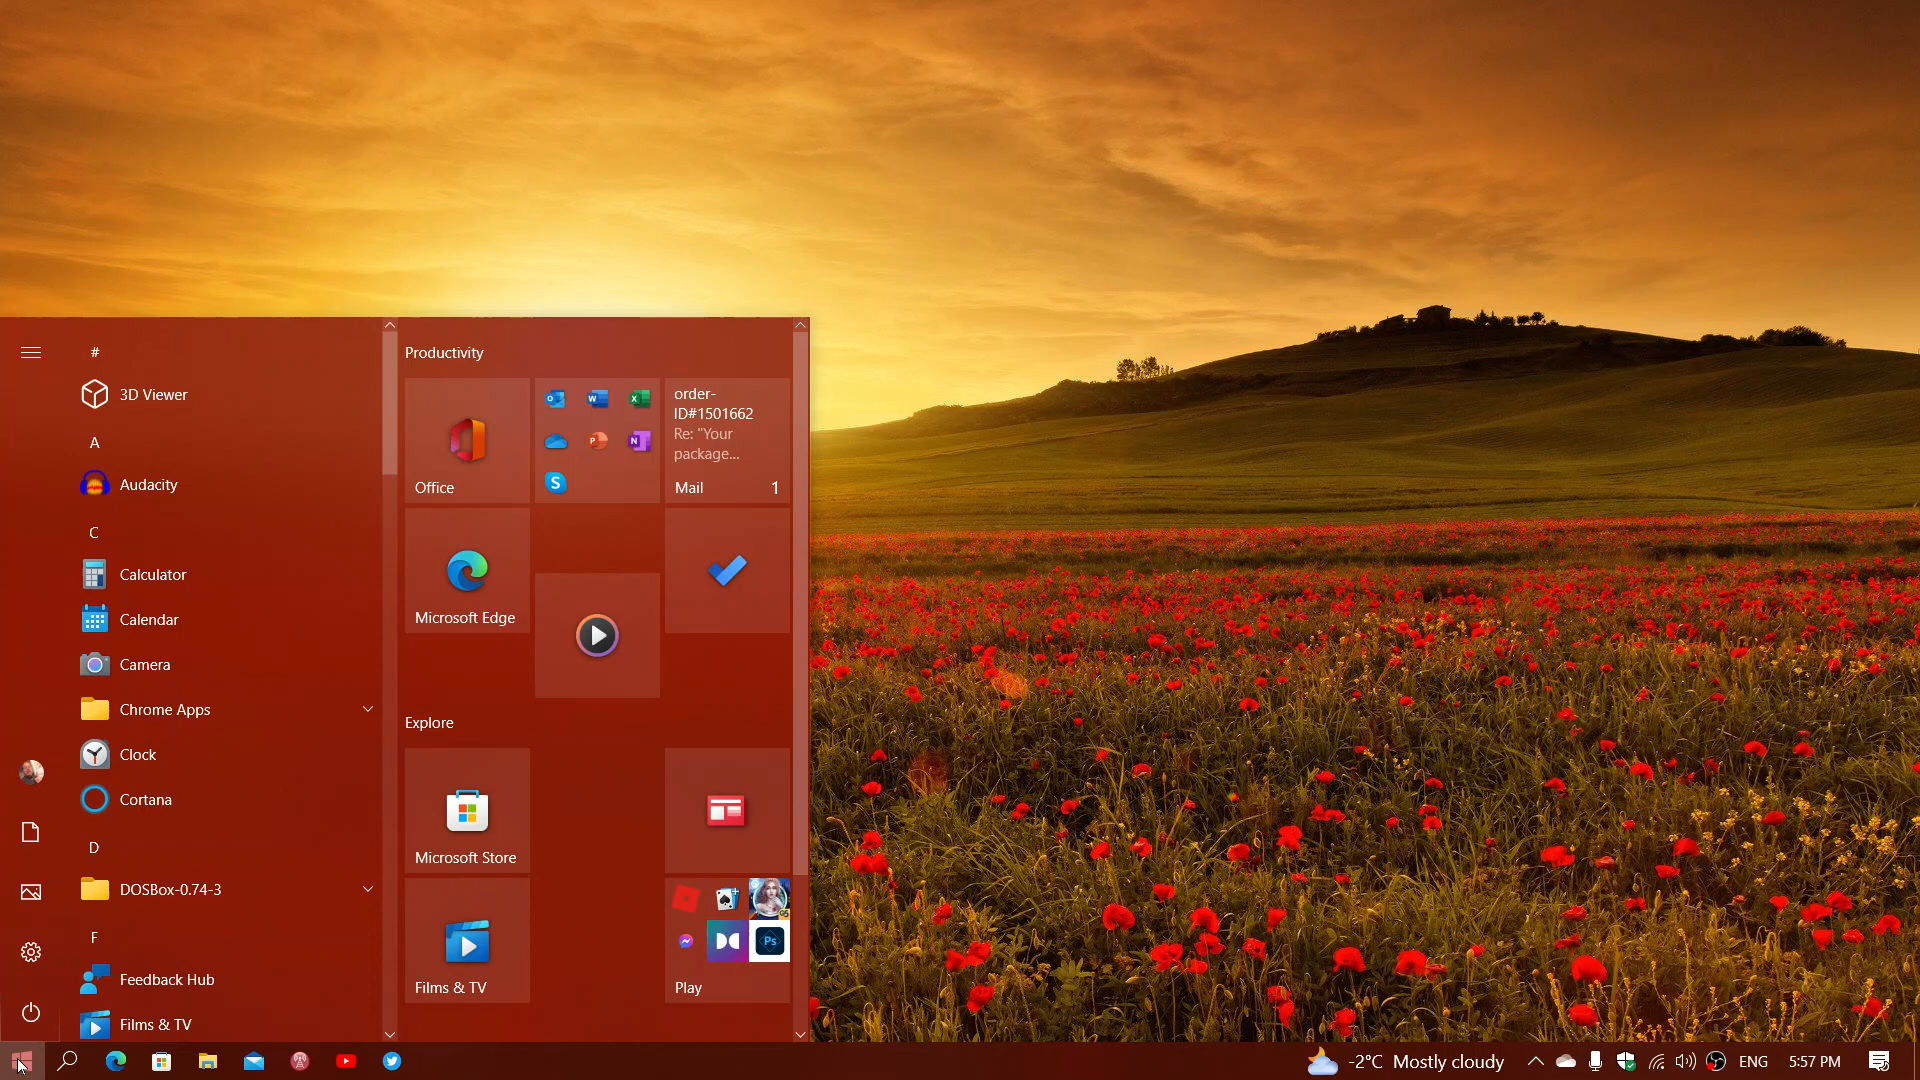 #
3D Viewer
A
Audacity
C
Calculator
Calendar
Camera
Chrome Apps
Clock
Cortana
D
DOSBox-0.74-3
F
Feedback Hub
Films & TV
Productivity
Office
order-
ID#1501662
Re: "Your
package...
Mail 1
Microsoft Edge
Explore
Microsoft Store
Films & TV
Ps
Play
-2°C Mostly cloudy
ENG
5:57 PM